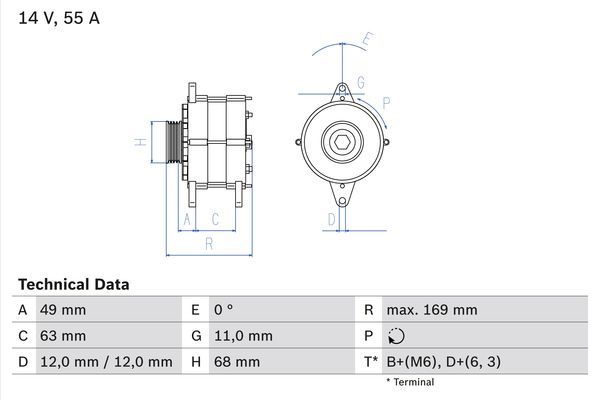 14 V, 55 A
E
G
P
H
A
C
D
R
Technical Data
A 49 mm E 0 ° R max. 169 mm
C 63 mm G 11,0 mm P
D 12,0 mm / 12,0 mm H 68 mm T* B+(M6), D+(6, 3)
* Terminal